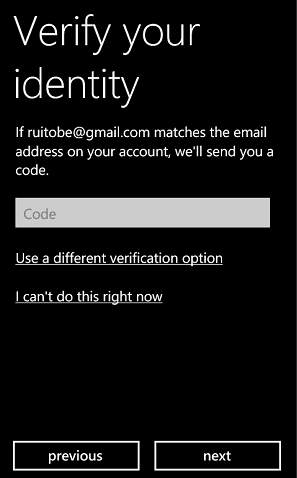 Verify your
identity
If ruitobe@gmail.com matches the email
address on your account, we'll send you a
code.
Code
Use a different verification option
I can't do this right now
previous next